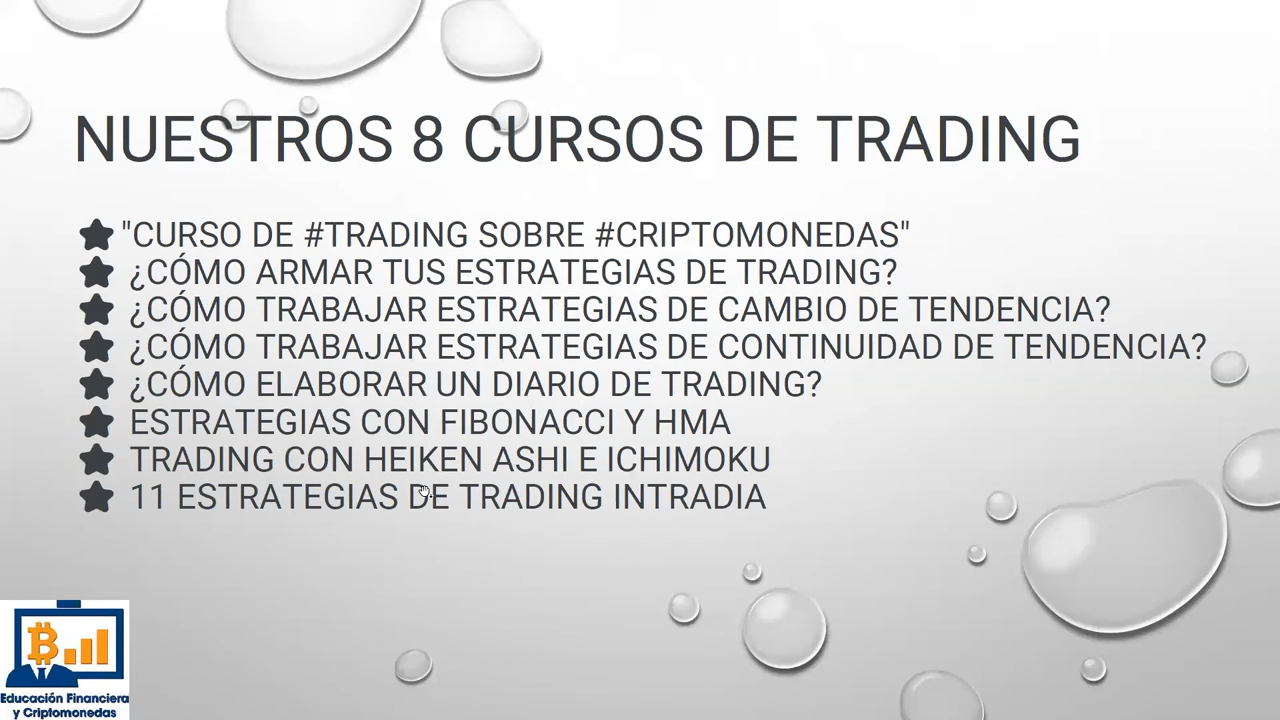 NUESTROS 8 CURSOS DE TRADING
"CURSO DE #TRADING SOBRE #CRIPTOMONEDAS"
¿CÓMO ARMAR TUS ESTRATEGIAS DE TRADING?
¿CÓMO TRABAJAR ESTRATEGIAS DE CAMBIO DE TENDENCIA?
¿CÓMO TRABAJAR ESTRATEGIAS DE CONTINUIDAD DE TENDENCIA?
¿CÓMO ELABORAR UN DIARIO DE TRADING?
ESTRATEGIAS CON FIBONACCI Y HMA
TRADING CON HEIKEN ASHI E ICHIMOKU
11 ESTRATEGIAS DE TRADING INTRADIA
Educación Financiera
y Criptomonedas